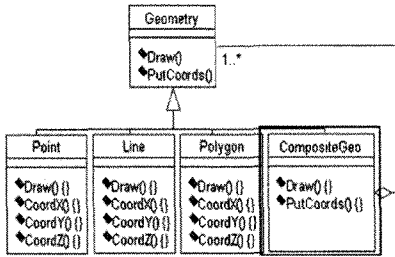 Geometry
Draw()
PutCoords()
1..*
Point
Draw() {}
CoordX() {}
CoordY() {}
CoordZ() {}
Line
Draw() {}
CoordX() {}
CoordY() {}
CoordZ() {}
Polygon
Draw() {}
CoordX() {}
CoordY() {}
CoordZ() {}
CompositeGeo
Draw() {}
PutCoords() {}